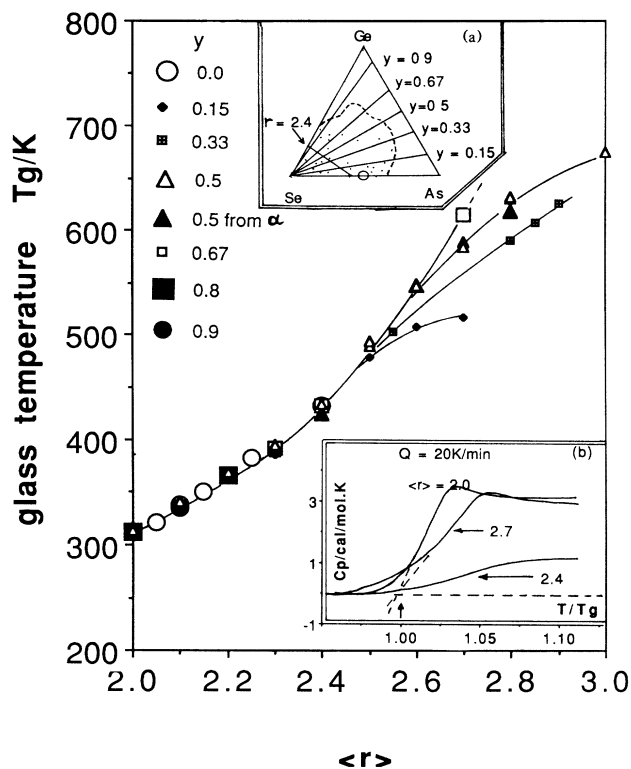 glass temperature Tg/K
800
700
600
500
400
300
200
2.0
2.2
2.4
2.6
2.8
3.0
<r>
y
0.0
0.15
0.33
0.5
0.5 from α
0.67
0.8
0.9
(a)
Ge
y = 0.9
y=0.67
y=0.5
y=0.33
y = 0.15
r = 2.4
Se
As
(b)
Q = 20K/min
Cp/cal/mol.K
3
1
-1
<r> = 2.0
2.7
2.4
T/Tg
1.00
1.05
1.10